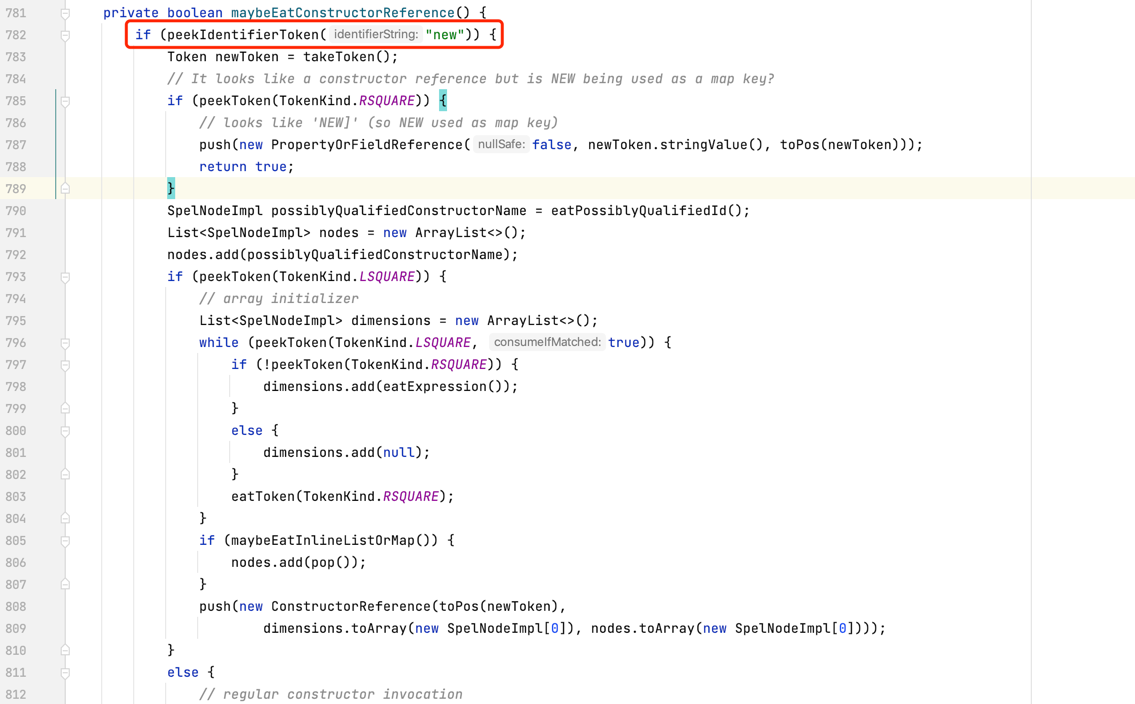 781 private boolean maybeEatConstructorReference() {
782 if (peekIdentifierToken( identifierString: "new")) {
783 Token newToken = takeToken();
784 // It looks like a constructor reference but is NEW being used as a map key?
785 if (peekToken(TokenKind.RSQUARE)) {
786 // looks like 'NEW]' (so NEW used as map key)
787 push(new PropertyOrFieldReference( nullSafe: false, newToken.stringValue(), toPos(newToken)));
788 return true;
789 }
790 SpelNodeImpl possiblyQualifiedConstructorName = eatPossiblyQualifiedId();
791 List<SpelNodeImpl> nodes = new ArrayList<>();
792 nodes.add(possiblyQualifiedConstructorName);
793 if (peekToken(TokenKind.LSQUARE)) {
794 // array initializer
795 List<SpelNodeImpl> dimensions = new ArrayList<>();
796 while (peekToken(TokenKind.LSQUARE, consumeIfMatched: true)) {
797 if (!peekToken(TokenKind.RSQUARE)) {
798 dimensions.add(eatExpression());
799 }
800 else {
801 dimensions.add(null);
802 }
803 eatToken(TokenKind.RSQUARE);
804 }
805 if (maybeEatInlineListOrMap()) {
806 nodes.add(pop());
807 }
808 push(new ConstructorReference(toPos(newToken),
809 dimensions.toArray(new SpelNodeImpl[0]), nodes.toArray(new SpelNodeImpl[0])));
810 }
811 else {
812 // regular constructor invocation